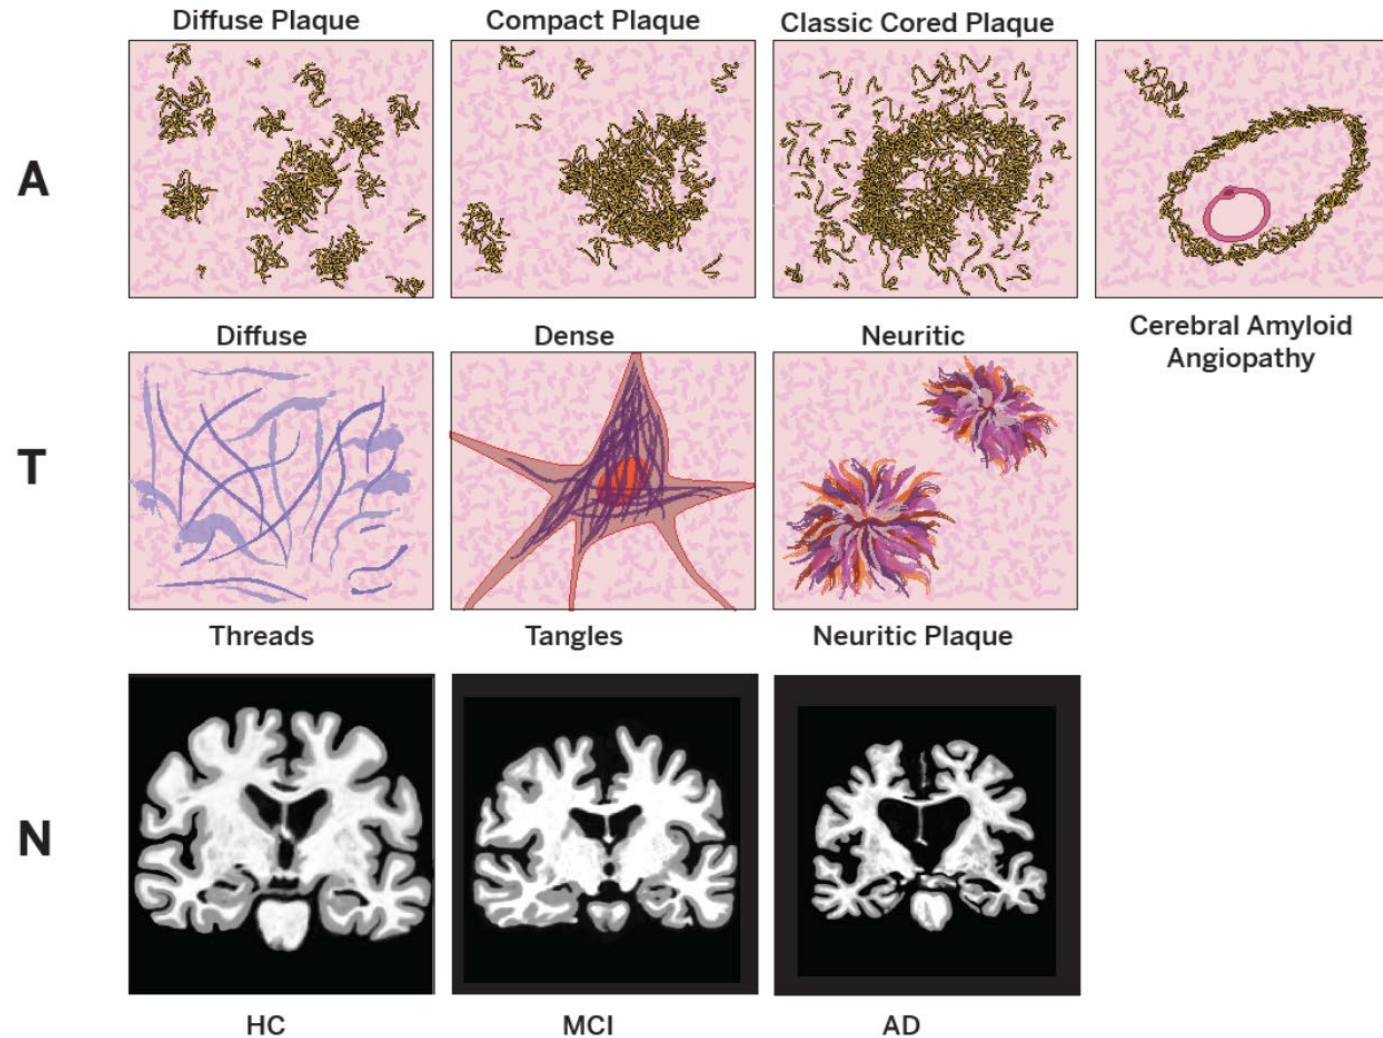 Diffuse Plaque
Compact Plaque
Classic Cored Plaque
A
Cerebral Amyloid
Angiopathy
Diffuse
Dense
Neuritic
T
Threads
Tangles
Neuritic Plaque
N
HC
MCI
AD